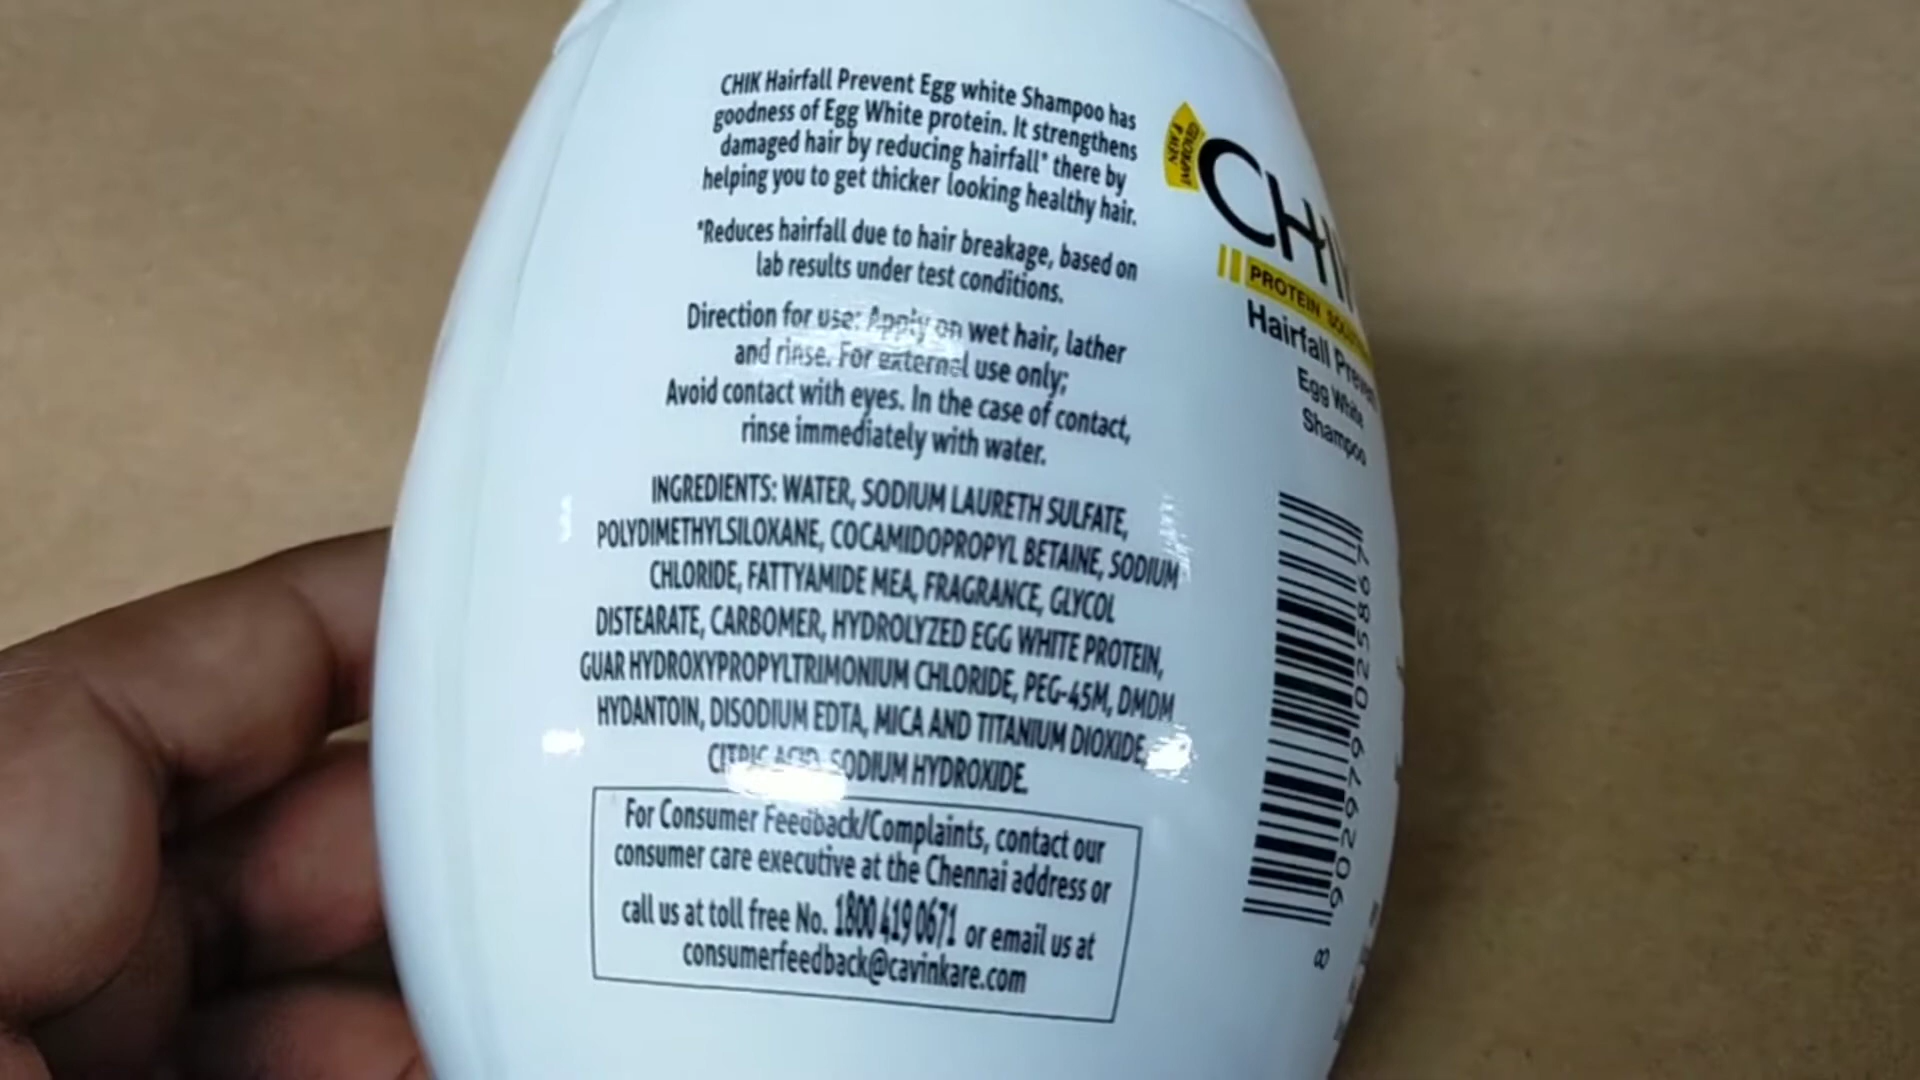 CHIK Hairfall Prevent Egg white Shampoo has
goodness of Egg White protein. It strengthens
damaged hair by reducing hairfall* there by
helping you to get thicker looking healthy hair.
*Reduces hairfall due to hair breakage, based on
lab results under test conditions.
Direction for use: Apply on wet hair, lather
and rinse. For external use only;
Avoid contact with eyes. In the case of contact,
rinse immediately with water.
INGREDIENTS: WATER, SODIUM LAURETH SULFATE,
POLYDIMETHYLSILOXANE, COCAMIDOPROPYL BETAINE, SODIUM
CHLORIDE, FATTYAMIDE MEA, FRAGRANCE, GLYCOL
DISTEARATE, CARBOMER, HYDROLYZED EGG WHITE PROTEIN,
GUAR HYDROXYPROPYLTRIMONIUM CHLORIDE, PEG-45M, DMDM
HYDANTOIN, DISODIUM EDTA, MICA AND TITANIUM DIOXIDE,
CITRIC ACID, SODIUM HYDROXIDE.
For Consumer Feedback/Complaints, contact our
consumer care executive at the Chennai address or
call us at toll free No. 1800 419 0671 or email us at
consumerfeedback@cavinkare.com
CHIK
PROTEIN
Hairfall Prevent
Egg White
Shampoo
8 902979 025867